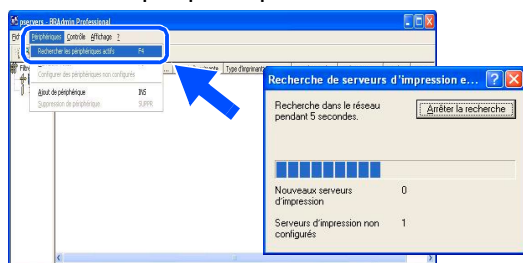 pservers - BRAdmin Professional
Périphériques Contrôle Affichage ?
Rechercher les périphériques actifs F4
Configurer des périphériques non configurés
Ajout de périphérique INS
Suppression de périphérique SUPPR
Type d'imprimante
Recherche de serveurs d'impression e...
Recherche dans le réseau
pendant 5 secondes.
Arrêter la recherche
Nouveaux serveurs
d'impression
0
Serveurs d'impression non
configurés
1